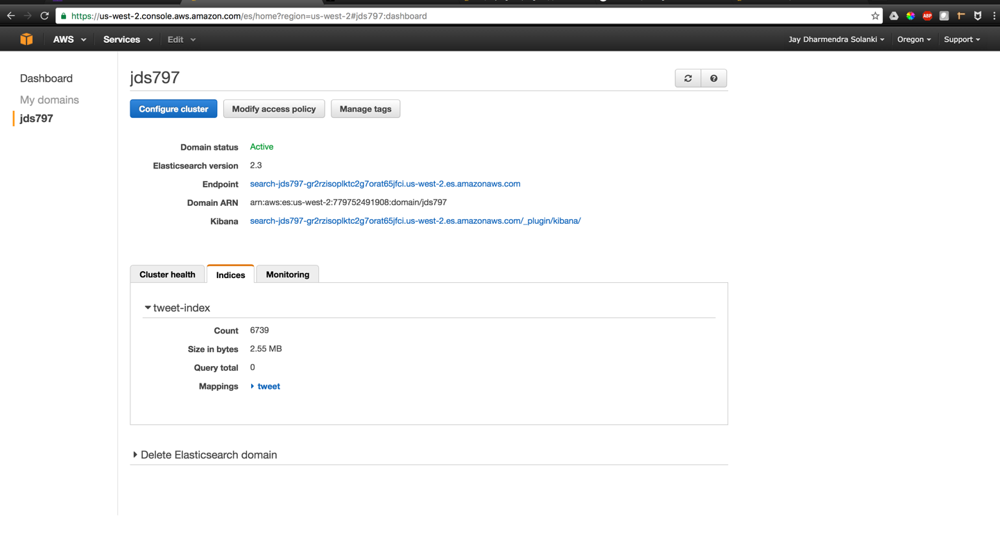 https://us-west-2.console.aws.amazon.com/es/home?region=us-west-2#jds797:dashboard
ABP
AWS Services Edit Jay Dharmendra Solanki Oregon Support
Dashboard
My domains
jds797
jds797
Configure cluster Modify access policy Manage tags
Domain status Active
Elasticsearch version 2.3
Endpoint search-jds797-gr2rzisoplktc2g7orat65jfci.us-west-2.es.amazonaws.com
Domain ARN arn:aws:es:us-west-2:779752491908:domain/jds797
Kibana search-jds797-gr2rzisoplktc2g7orat65jfci.us-west-2.es.amazonaws.com/_plugin/kibana/
Cluster health Indices Monitoring
tweet-index
Count 6739
Size in bytes 2.55 MB
Query total 0
Mappings tweet
Delete Elasticsearch domain